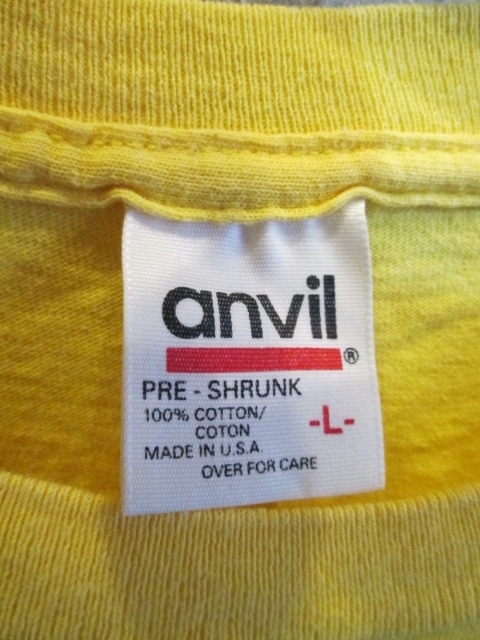 anvil®
PRE - SHRUNK
100% COTTON/
COTON
-L-
MADE IN U.S.A.
OVER FOR CARE